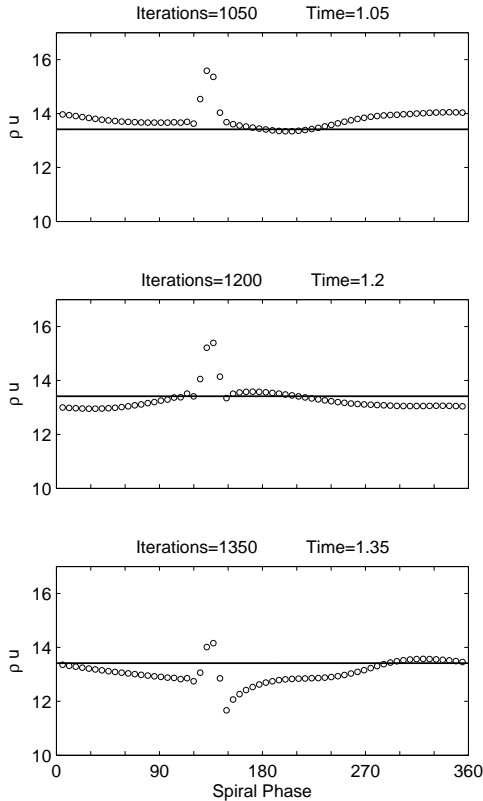 Iterations=1050 Time=1.05
16
14
12
10
ρ u
Iterations=1200 Time=1.2
16
14
12
10
ρ u
Iterations=1350 Time=1.35
16
14
12
10
ρ u
0 90 180 270 360
Spiral Phase